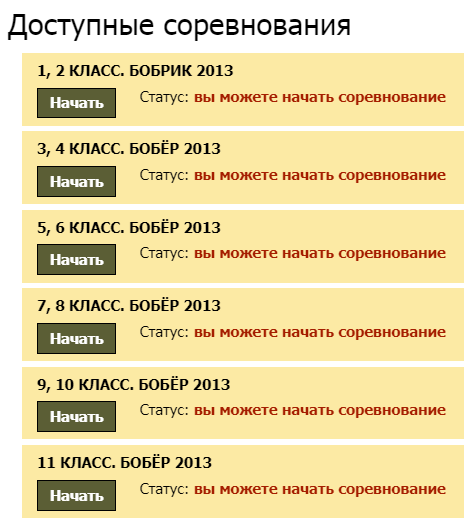 Доступные соревнования
1, 2 КЛАСС. БОБРИК 2013
Начать Статус: вы можете начать соревнование
3, 4 КЛАСС. БОБЁР 2013
Начать Статус: вы можете начать соревнование
5, 6 КЛАСС. БОБЁР 2013
Начать Статус: вы можете начать соревнование
7, 8 КЛАСС. БОБЁР 2013
Начать Статус: вы можете начать соревнование
9, 10 КЛАСС. БОБЁР 2013
Начать Статус: вы можете начать соревнование
11 КЛАСС. БОБЁР 2013
Начать Статус: вы можете начать соревнование